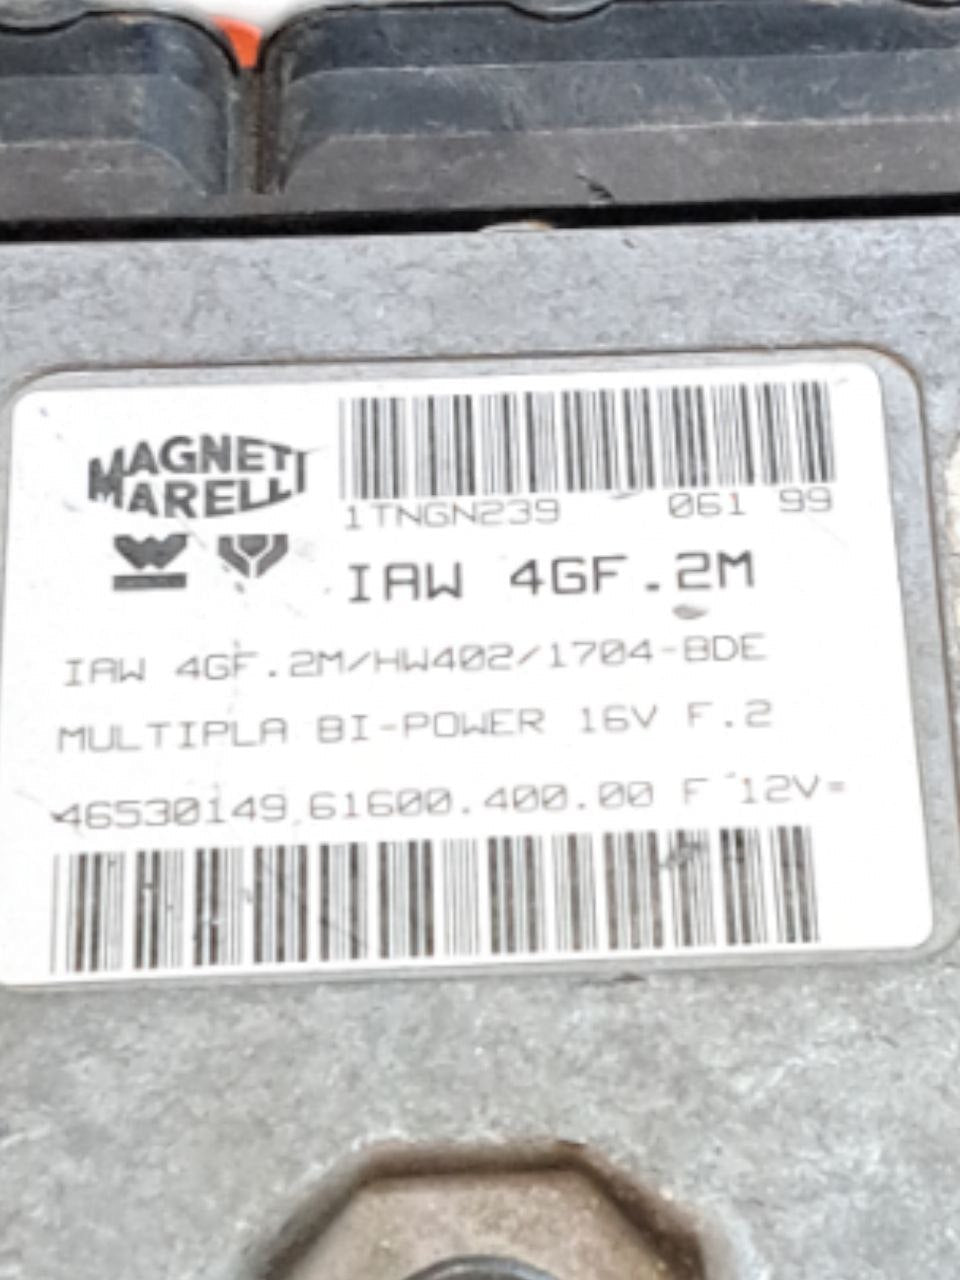 MAGNETI
MARELLI
1TNGN239 061 99
IAW 4GF.2M
IAW 4GF.2M/HW402/1704-BDE
MULTIPLA BI-POWER 16V F.2
46530149 61600.400.00 F 12V=